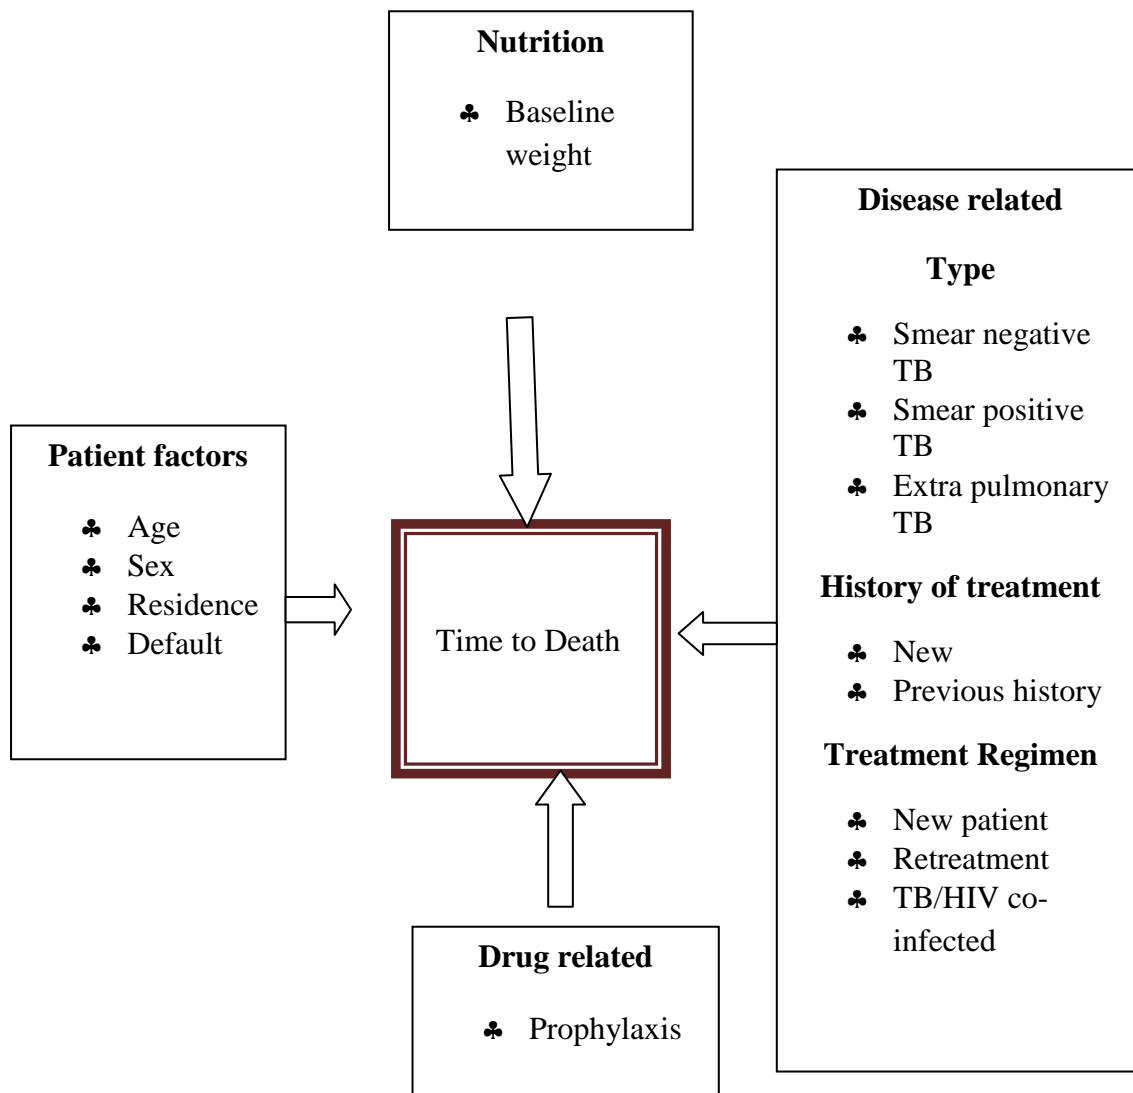 Nutrition
♣ Baseline
weight
Disease related
Type
♣ Smear negative
TB
♣ Smear positive
TB
♣ Extra pulmonary
TB
History of treatment
♣ New
♣ Previous history
Treatment Regimen
♣ New patient
♣ Retreatment
♣ TB/HIV co-
infected
Patient factors
♣ Age
♣ Sex
♣ Residence
♣ Default
Time to Death
Drug related
♣ Prophylaxis